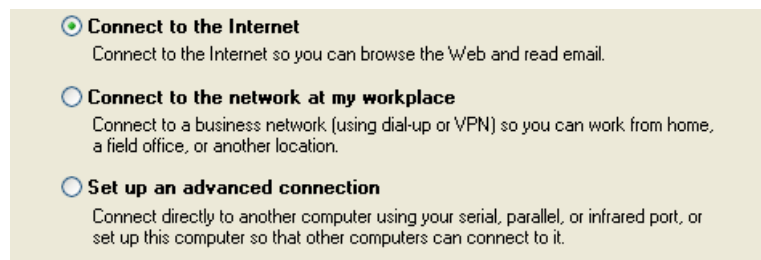 Connect to the Internet
Connect to the Internet so you can browse the Web and read email.
Connect to the network at my workplace
Connect to a business network (using dial-up or VPN) so you can work from home,
a field office, or another location.
Set up an advanced connection
Connect directly to another computer using your serial, parallel, or infrared port, or
set up this computer so that other computers can connect to it.